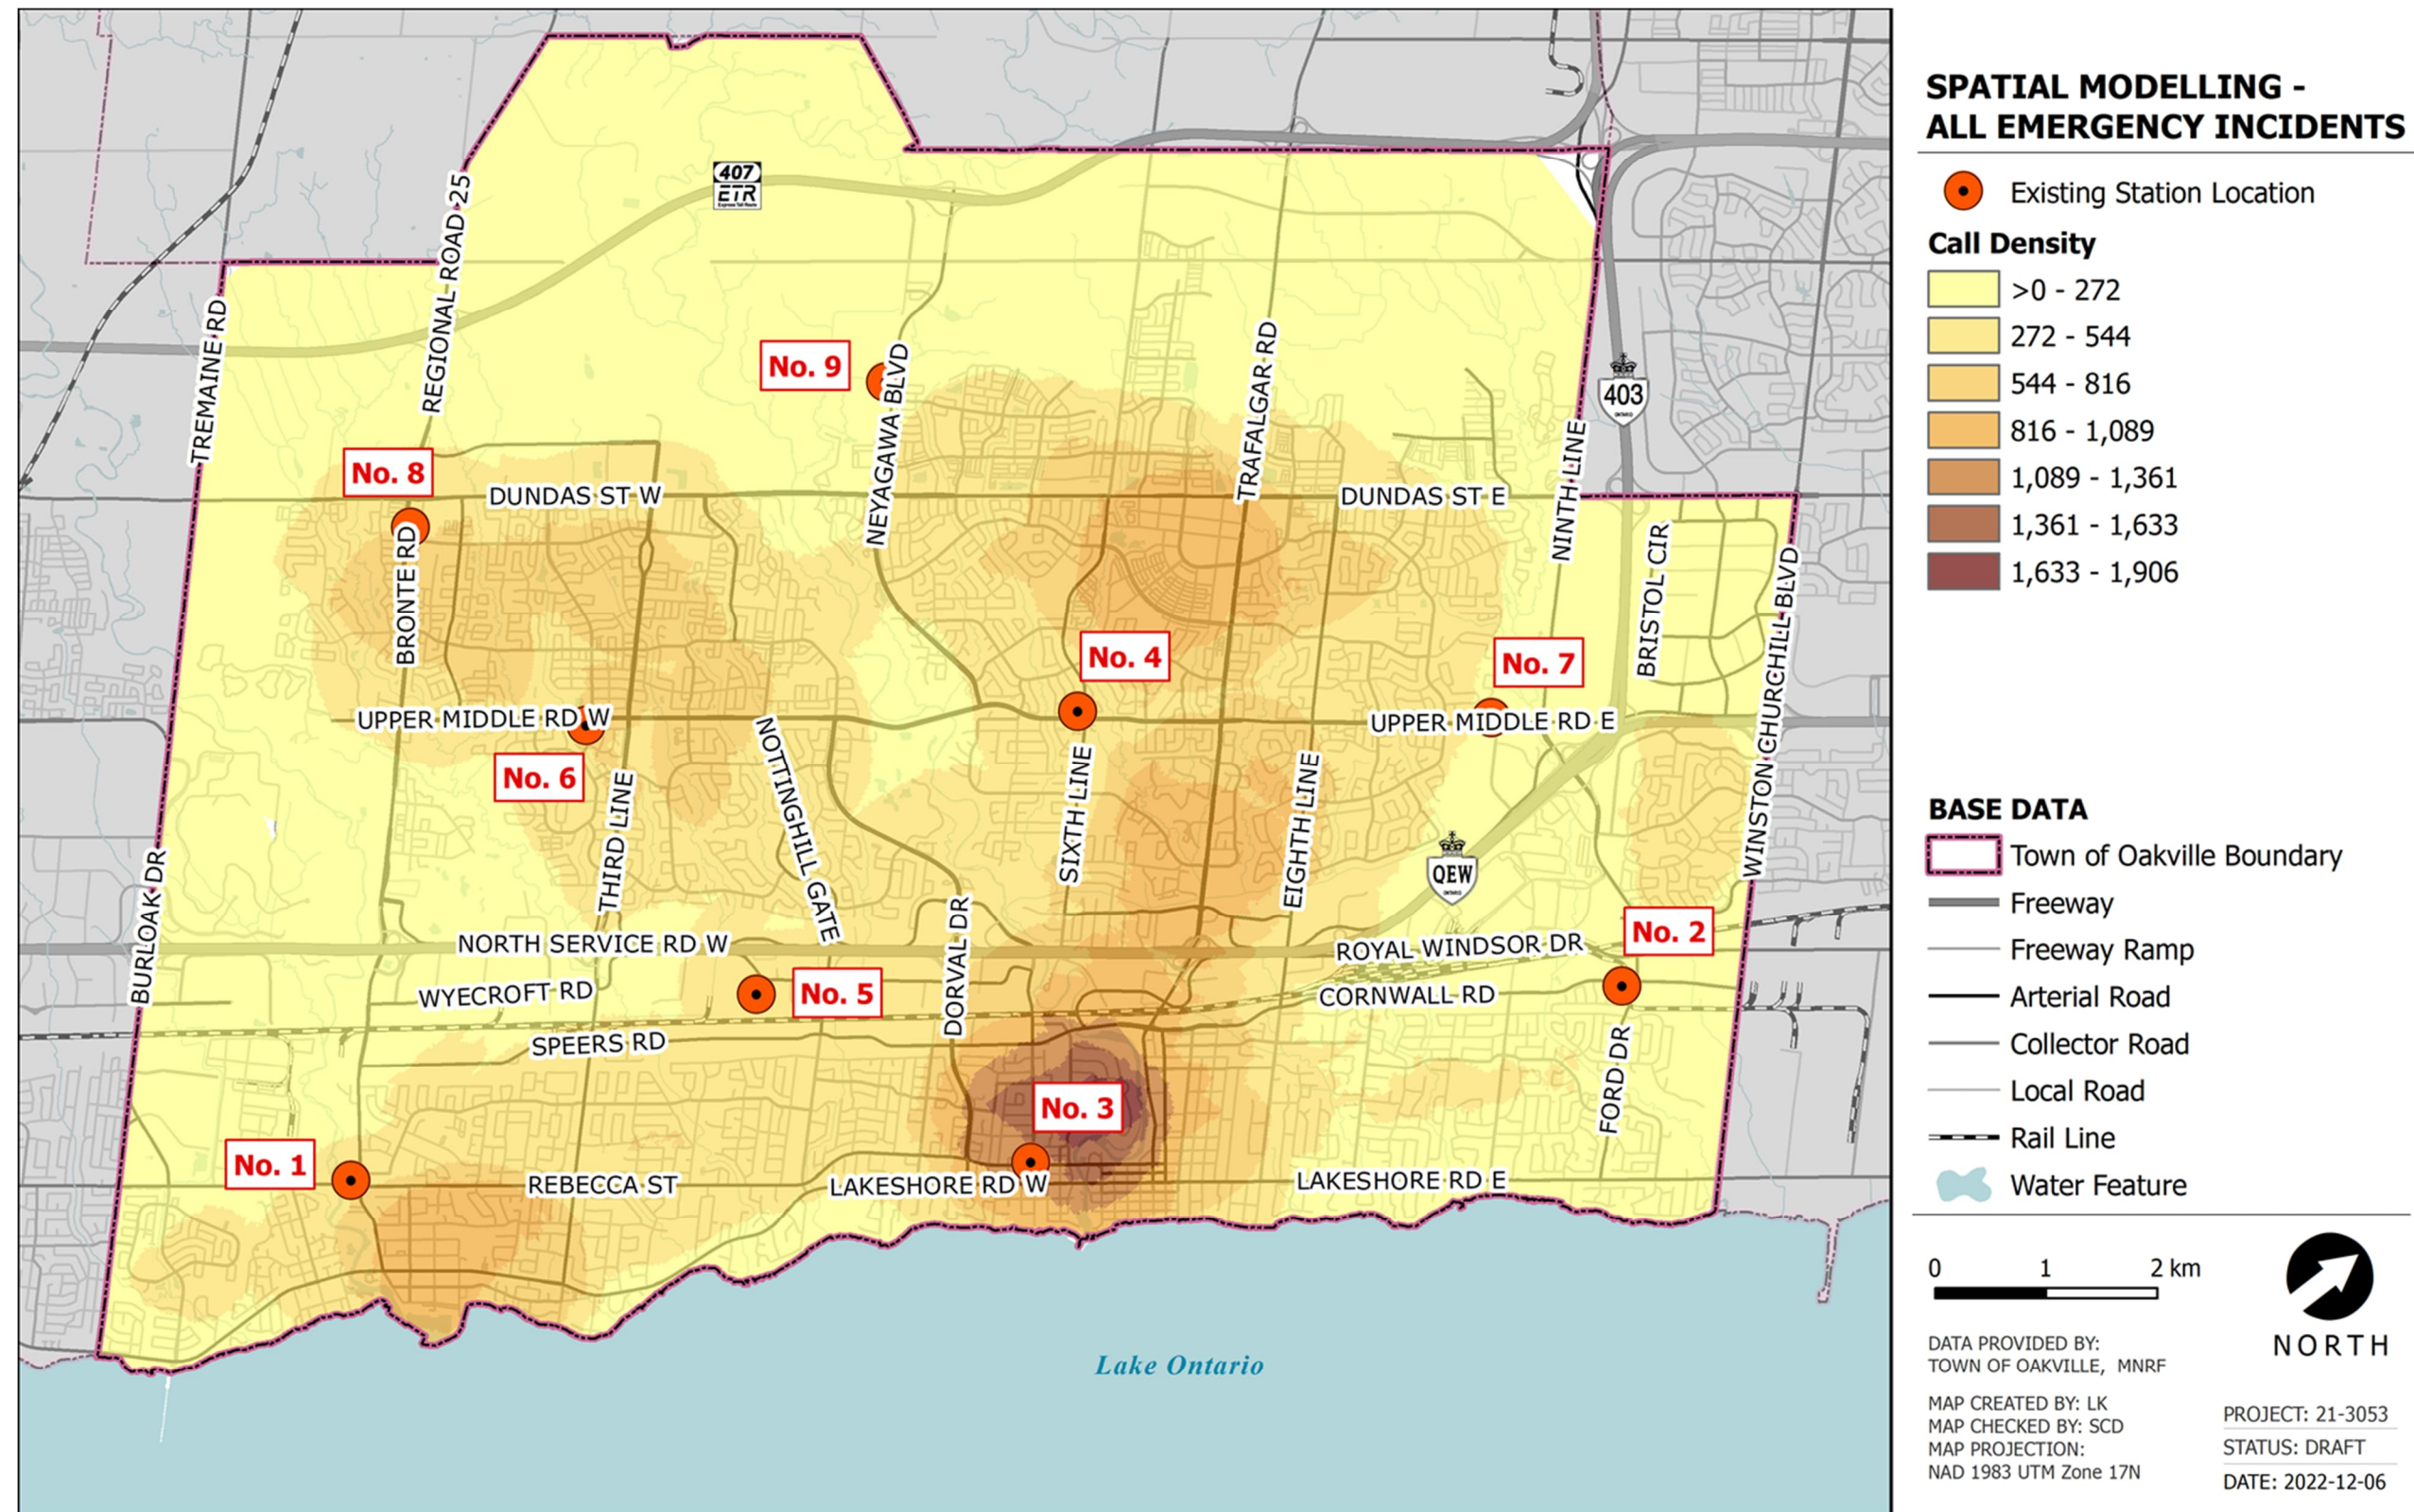 407
ETR
Express Toll Route
REGIONAL ROAD 25
TREMAINE RD
No. 9
NEYAGAWA BLVD
TRAFALGAR RD
403
ONTARIO
NINTH LINE
No. 8
DUNDAS ST W
DUNDAS ST E
BRONTE RD
BRISTOL CIR
WINSTON CHURCHILL BLVD
No. 4
No. 7
UPPER MIDDLE RD W
UPPER MIDDLE RD E
No. 6
NOTTINGHILL GATE
THIRD LINE
SIXTH LINE
EIGHTH LINE
QEW
ONTARIO
BURLOAK DR
DORVAL DR
NORTH SERVICE RD W
ROYAL WINDSOR DR
No. 2
WYECROFT RD
No. 5
CORNWALL RD
SPEERS RD
FORD DR
No. 3
No. 1
REBECCA ST
LAKESHORE RD W
LAKESHORE RD E
Lake Ontario
SPATIAL MODELLING -
ALL EMERGENCY INCIDENTS
Existing Station Location
Call Density
>0 - 272
272 - 544
544 - 816
816 - 1,089
1,089 - 1,361
1,361 - 1,633
1,633 - 1,906
BASE DATA
Town of Oakville Boundary
Freeway
Freeway Ramp
Arterial Road
Collector Road
Local Road
Rail Line
Water Feature
0 1 2 km
NORTH
DATA PROVIDED BY:
TOWN OF OAKVILLE, MNRF
MAP CREATED BY: LK
MAP CHECKED BY: SCD
MAP PROJECTION:
NAD 1983 UTM Zone 17N
PROJECT: 21-3053
STATUS: DRAFT
DATE: 2022-12-06